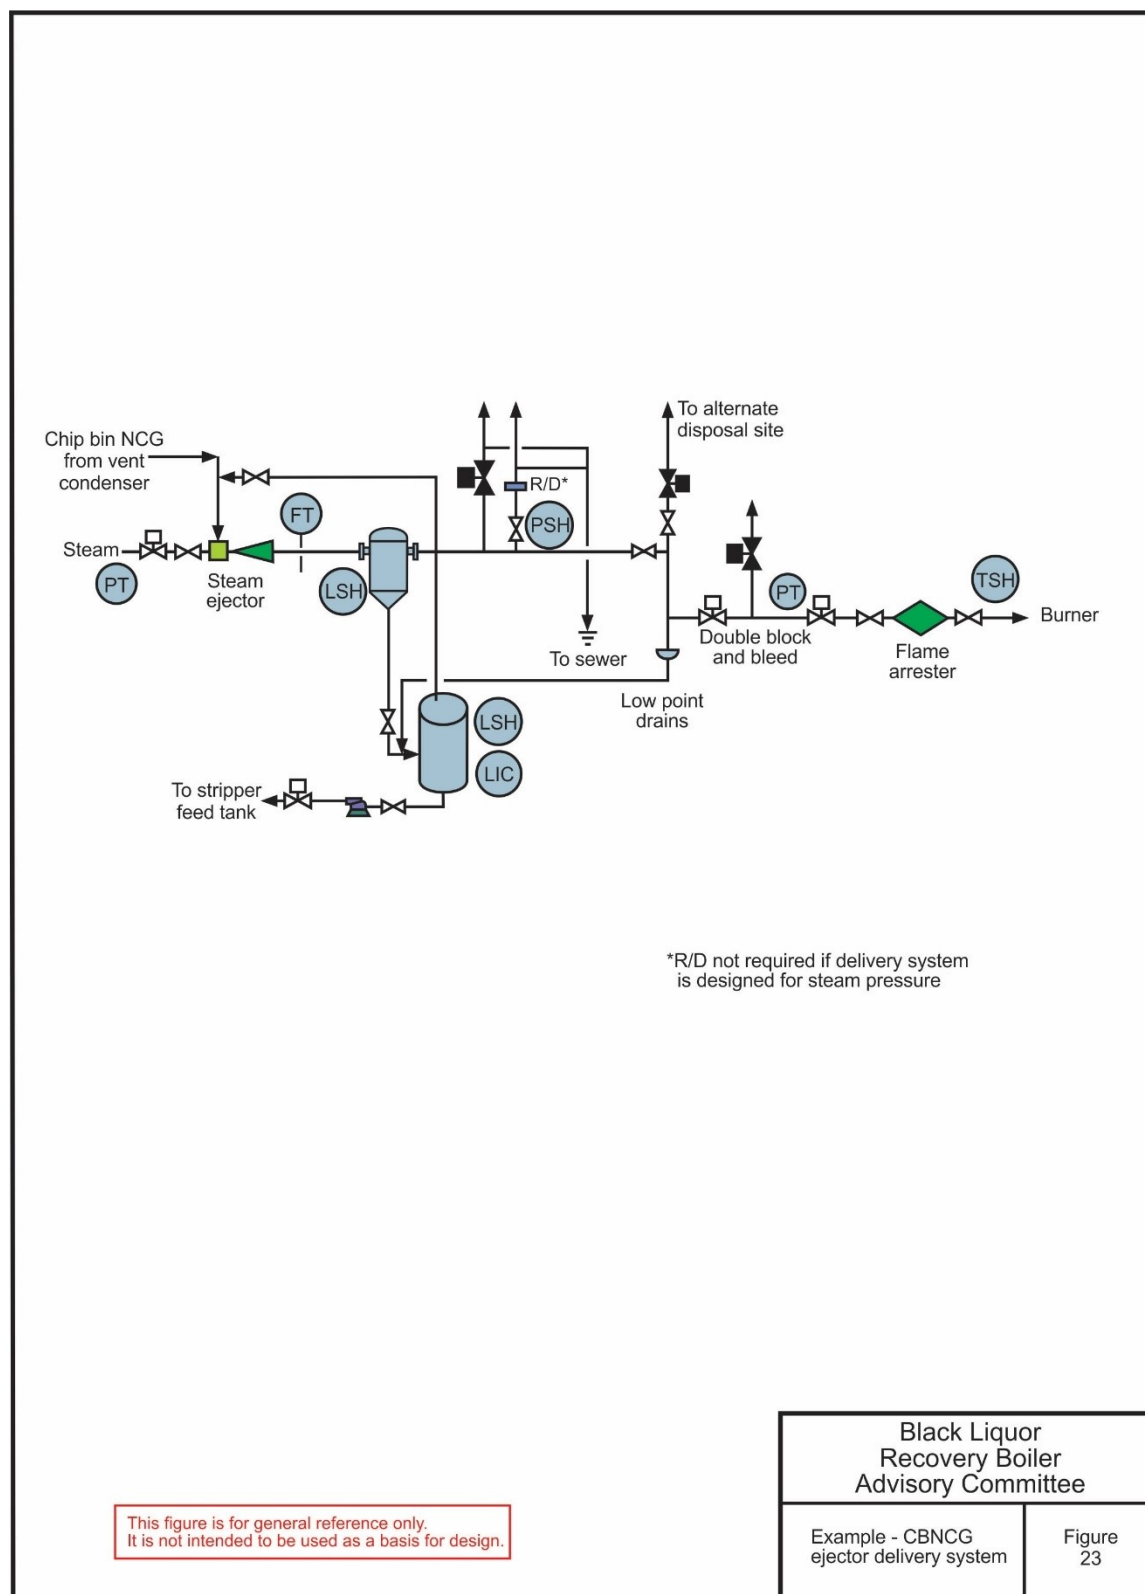 To alternate
disposal site
Chip bin NCG
from vent
condenser
R/D*
FT
PSH
Steam
PT
Steam
ejector
LSH
PT
TSH
Burner
Double block
and bleed
Flame
arrester
To sewer
Low point
drains
LSH
LIC
To stripper
feed tank
*R/D not required if delivery system
is designed for steam pressure
This figure is for general reference only.
It is not intended to be used as a basis for design.
Black Liquor
Recovery Boiler
Advisory Committee
Example - CBNCG
ejector delivery system
Figure
23